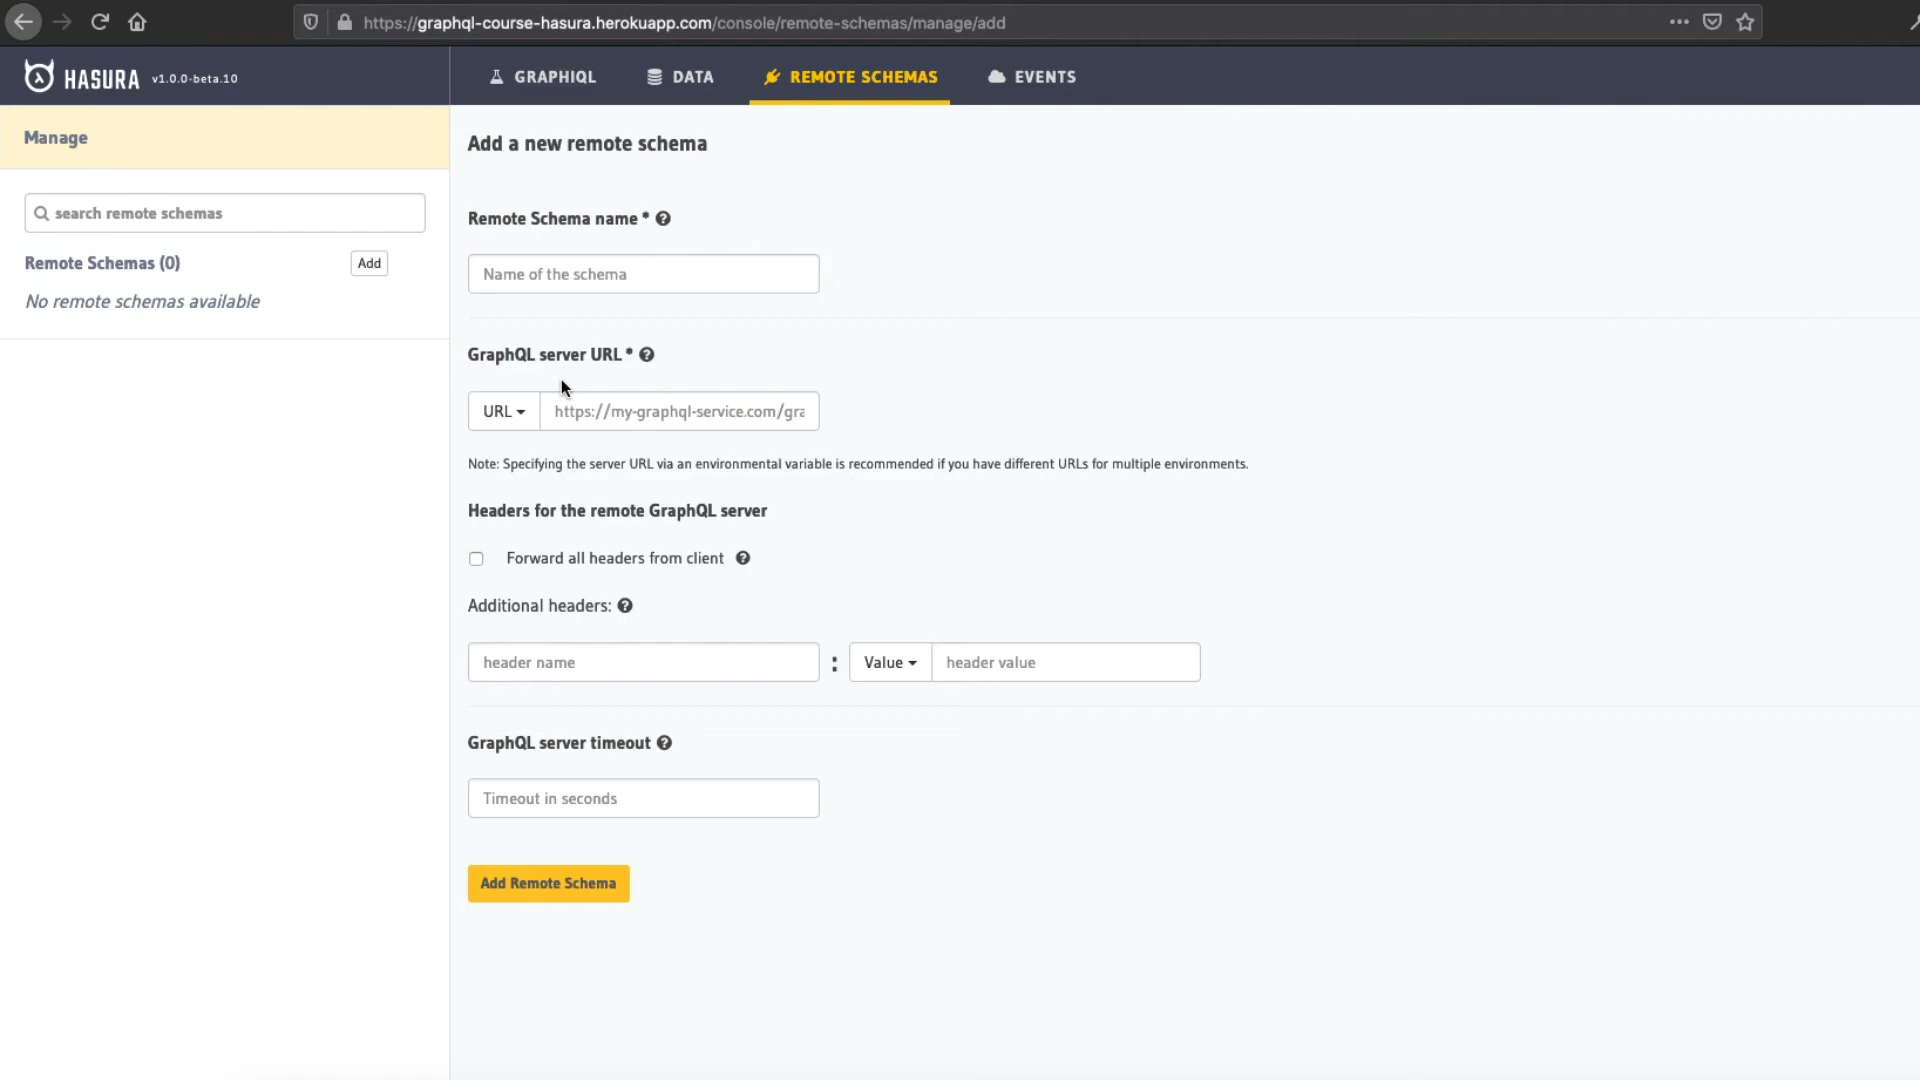 https://graphql-course-hasura.herokuapp.com/console/remote-schemas/manage/add
HASURA v1.0.0-beta.10
GRAPHIQL
DATA
REMOTE SCHEMAS
EVENTS
Manage
search remote schemas
Remote Schemas (0)
Add
No remote schemas available
Add a new remote schema
Remote Schema name *
Name of the schema
GraphQL server URL *
URL
https://my-graphql-service.com/gra
Note: Specifying the server URL via an environmental variable is recommended if you have different URLs for multiple environments.
Headers for the remote GraphQL server
Forward all headers from client
Additional headers:
header name
:
Value
header value
GraphQL server timeout
Timeout in seconds
Add Remote Schema